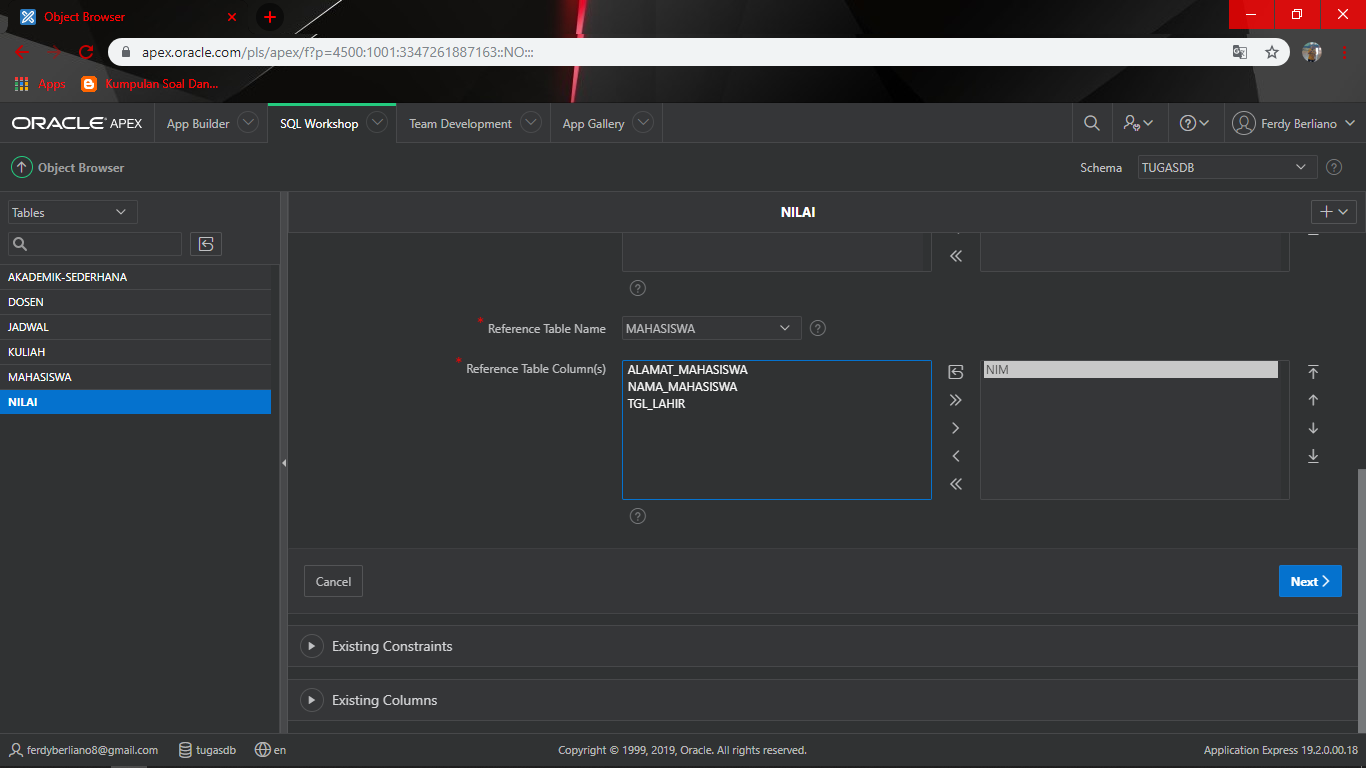 Object Browser
apex.oracle.com/pls/apex/f?p=4500:1001:3347261887163::NO:::
Apps Kumpulan Soal Dan...
ORACLE APEX App Builder SQL Workshop Team Development App Gallery Ferdy Berliano
Object Browser Schema TUGASDB
Tables
NILAI
AKADEMIK-SEDERHANA
DOSEN
JADWAL
KULIAH
MAHASISWA
NILAI
* Reference Table Name MAHASISWA
* Reference Table Column(s)
ALAMAT_MAHASISWA
NAMA_MAHASISWA
TGL_LAHIR
NIM
Cancel Next
Existing Constraints
Existing Columns
ferdyberliano8@gmail.com tugasdb en Copyright © 1999, 2019, Oracle. All rights reserved. Application Express 19.2.0.00.18